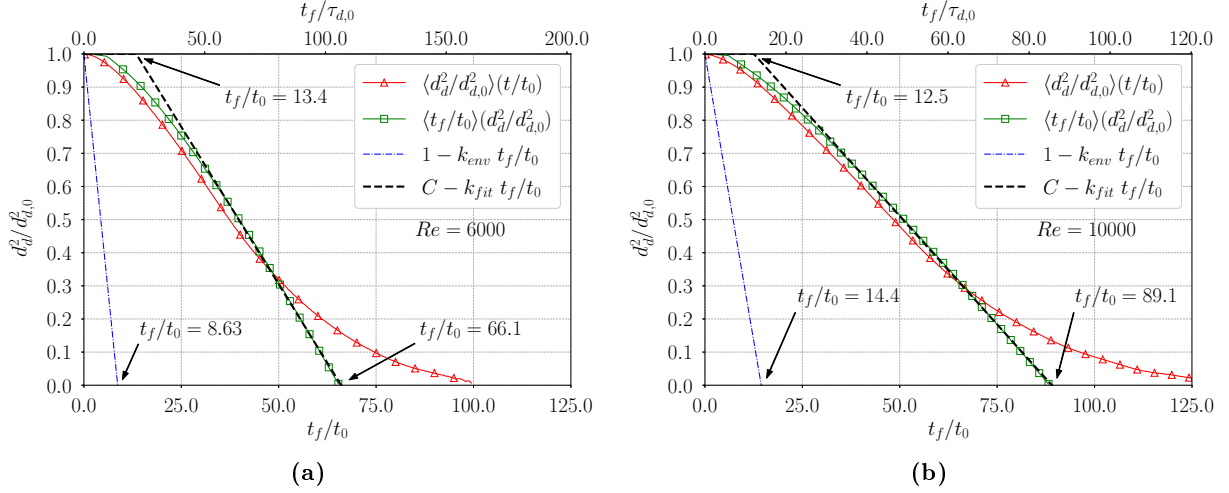 t_f/τ_{d,0}
0.0 50.0 100.0 150.0 200.0
1.0
0.9
0.8
0.7
0.6
0.5
0.4
0.3
0.2
0.1
0.0
d_d^2/d_{d,0}^2
⟨d_d^2/d_{d,0}^2⟩(t/t_0)
⟨t_f/t_0⟩(d_d^2/d_{d,0}^2)
1 − k_{env} t_f/t_0
C − k_{fit} t_f/t_0
t_f/t_0 = 13.4
Re = 6000
t_f/t_0 = 8.63
t_f/t_0 = 66.1
0.0 25.0 50.0 75.0 100.0 125.0
t_f/t_0
(a)
t_f/τ_{d,0}
0.0 20.0 40.0 60.0 80.0 100.0 120.0
1.0
0.9
0.8
0.7
0.6
0.5
0.4
0.3
0.2
0.1
0.0
d_d^2/d_{d,0}^2
⟨d_d^2/d_{d,0}^2⟩(t/t_0)
⟨t_f/t_0⟩(d_d^2/d_{d,0}^2)
1 − k_{env} t_f/t_0
C − k_{fit} t_f/t_0
t_f/t_0 = 12.5
Re = 10000
t_f/t_0 = 14.4
t_f/t_0 = 89.1
0.0 25.0 50.0 75.0 100.0 125.0
t_f/t_0
(b)